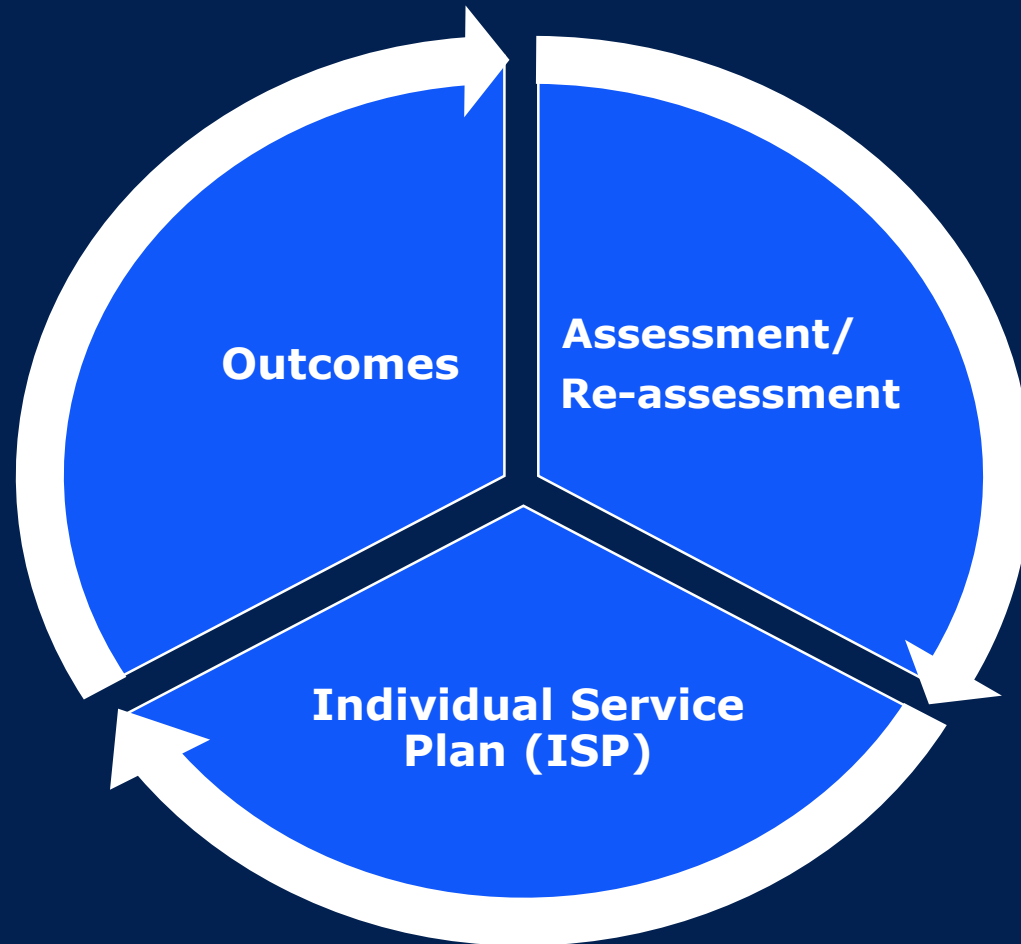 Outcomes
Assessment/
Re-assessment
Individual Service
Plan (ISP)